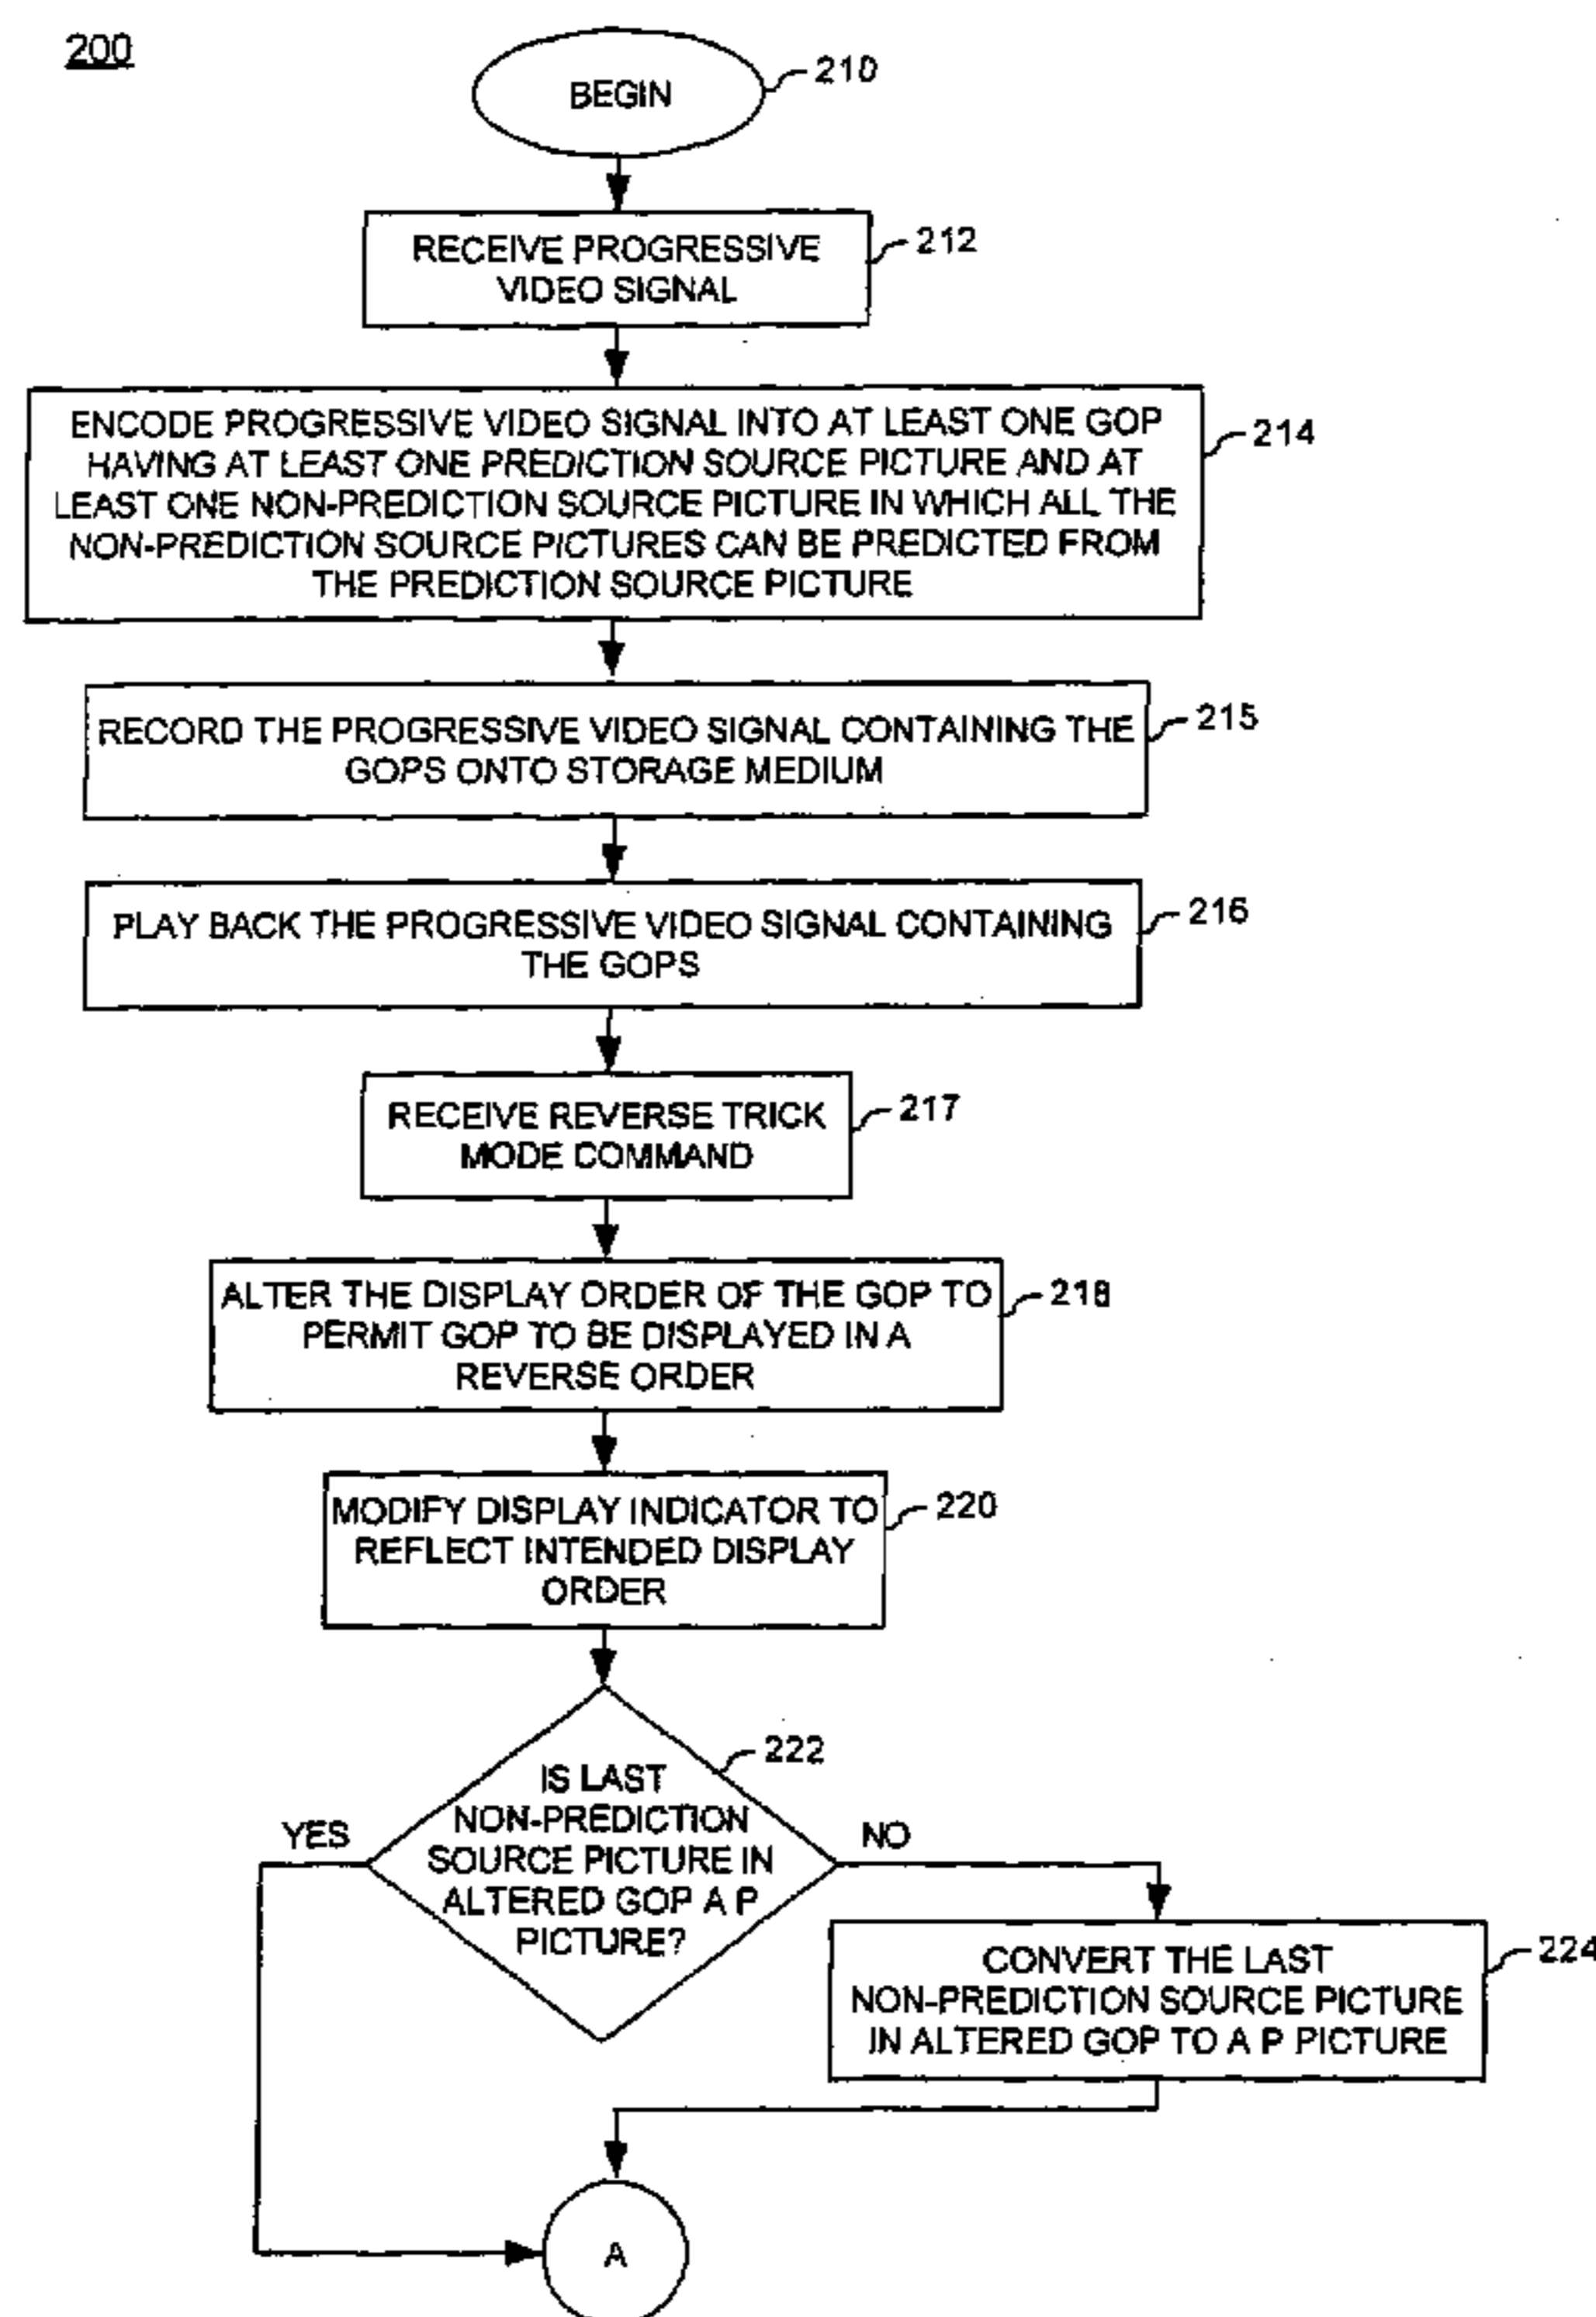 200
BEGIN
210
RECEIVE PROGRESSIVE
VIDEO SIGNAL
212
ENCODE PROGRESSIVE VIDEO SIGNAL INTO AT LEAST ONE GOP
HAVING AT LEAST ONE PREDICTION SOURCE PICTURE AND AT
LEAST ONE NON-PREDICTION SOURCE PICTURE IN WHICH ALL THE
NON-PREDICTION SOURCE PICTURES CAN BE PREDICTED FROM
THE PREDICTION SOURCE PICTURE
214
RECORD THE PROGRESSIVE VIDEO SIGNAL CONTAINING THE
GOPS ONTO STORAGE MEDIUM
215
PLAY BACK THE PROGRESSIVE VIDEO SIGNAL CONTAINING
THE GOPS
216
RECEIVE REVERSE TRICK
MODE COMMAND
217
ALTER THE DISPLAY ORDER OF THE GOP TO
PERMIT GOP TO BE DISPLAYED IN A
REVERSE ORDER
218
MODIFY DISPLAY INDICATOR TO
REFLECT INTENDED DISPLAY
ORDER
220
IS LAST
NON-PREDICTION
SOURCE PICTURE IN
ALTERED GOP A P
PICTURE?
222
YES
NO
CONVERT THE LAST
NON-PREDICTION SOURCE PICTURE
IN ALTERED GOP TO A P PICTURE
224
A